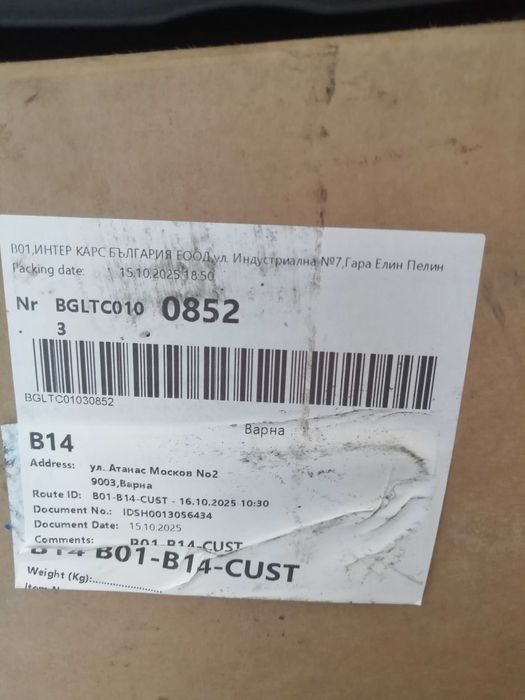 B01,ИНТЕР КАРС БЪЛГАРИЯ ЕООД,ул. Индустриална №7,Гара Елин Пелин
Packing date: : 15.10.2025 18:50
Nr BGLTC010 0852
3
BGLTC01030852
Варна
B14
Address: ул. Атанас Москов No2
9003,Варна
Route ID: B01-B14-CUST - 16.10.2025 10:30
Document No.: IDSH0013056434
Document Date: 15.10.2025
Comments: B01-B14-CUST
B14 B01-B14-CUST
Weight (Kg):......................